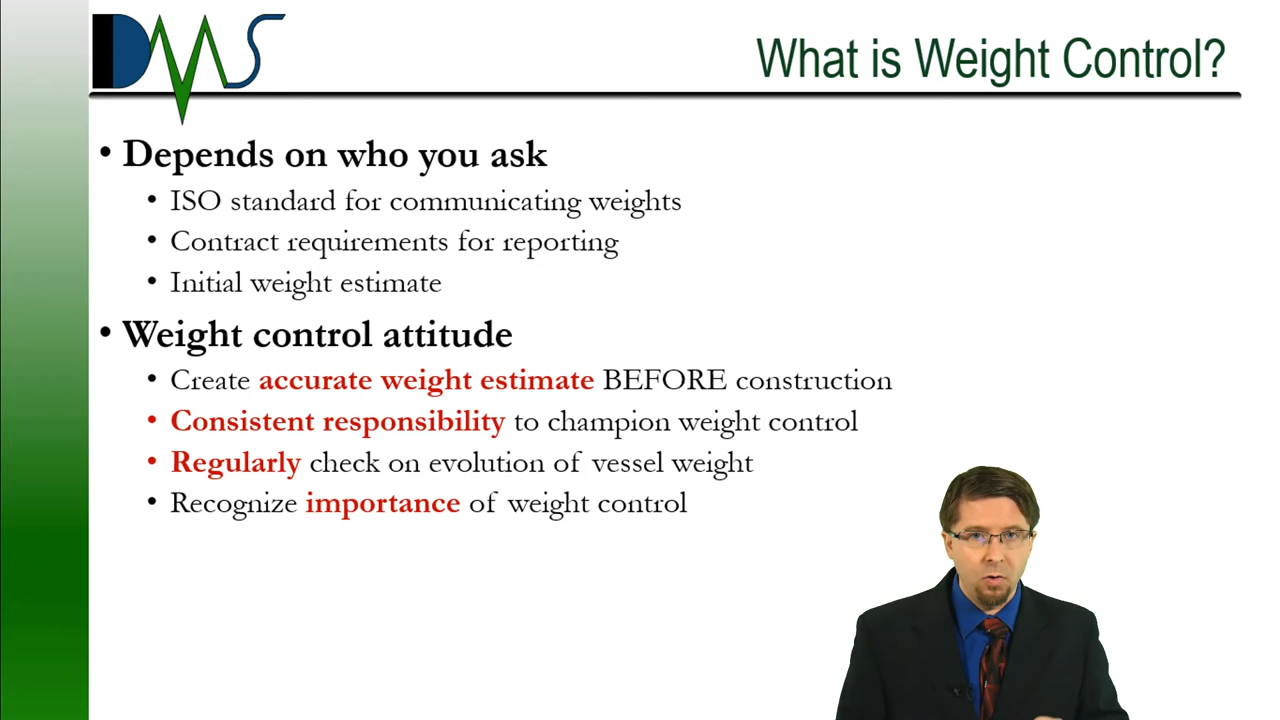 DMS
What is Weight Control?
• Depends on who you ask
• ISO standard for communicating weights
• Contract requirements for reporting
• Initial weight estimate
• Weight control attitude
• Create accurate weight estimate BEFORE construction
• Consistent responsibility to champion weight control
• Regularly check on evolution of vessel weight
• Recognize importance of weight control